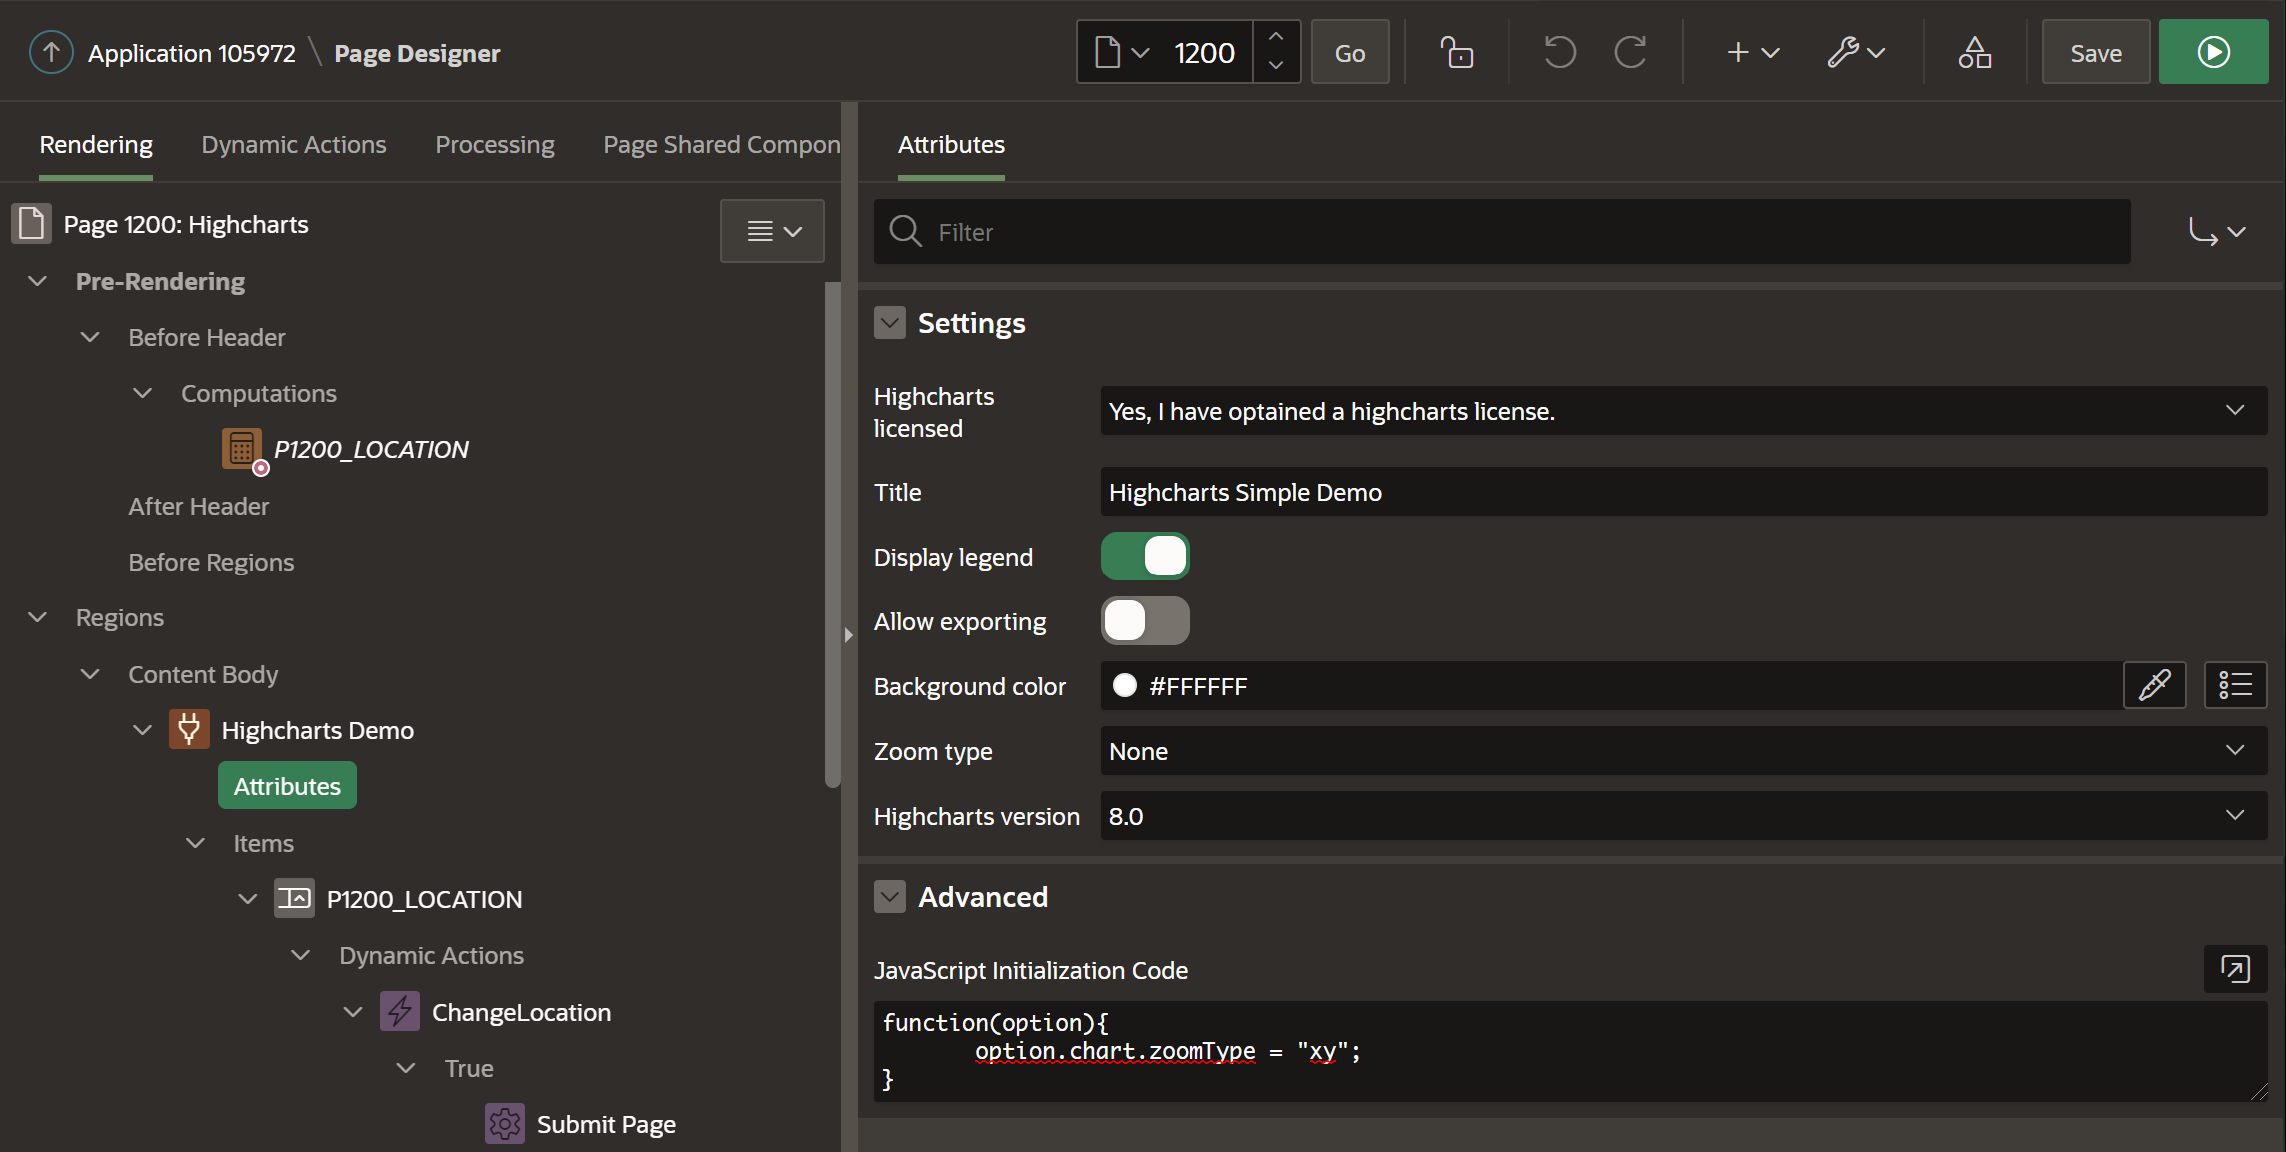 Application 105972 \ Page Designer
1200
Go
Save
Rendering
Dynamic Actions
Processing
Page Shared Compon
Page 1200: Highcharts
Pre-Rendering
Before Header
Computations
P1200_LOCATION
After Header
Before Regions
Regions
Content Body
Highcharts Demo
Attributes
Items
P1200_LOCATION
Dynamic Actions
ChangeLocation
True
Submit Page
Attributes
Filter
Settings
Highcharts
licensed
Yes, I have optained a highcharts license.
Title
Highcharts Simple Demo
Display legend
Allow exporting
Background color
#FFFFFF
Zoom type
None
Highcharts version
8.0
Advanced
JavaScript Initialization Code
function(option){
option.chart.zoomType = "xy";
}